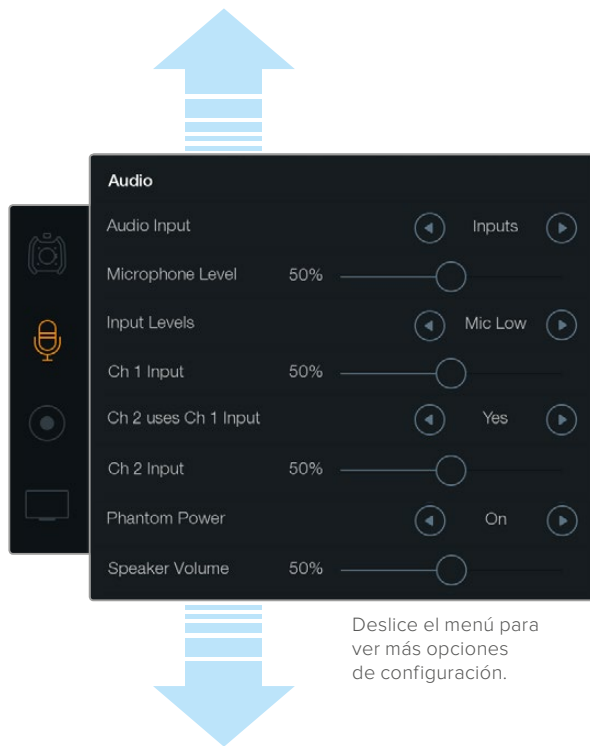 Audio
Audio Input Inputs
Microphone Level 50%
Input Levels Mic Low
Ch 1 Input 50%
Ch 2 uses Ch 1 Input Yes
Ch 2 Input 50%
Phantom Power On
Speaker Volume 50%
Deslice el menú para
ver más opciones
de configuración.